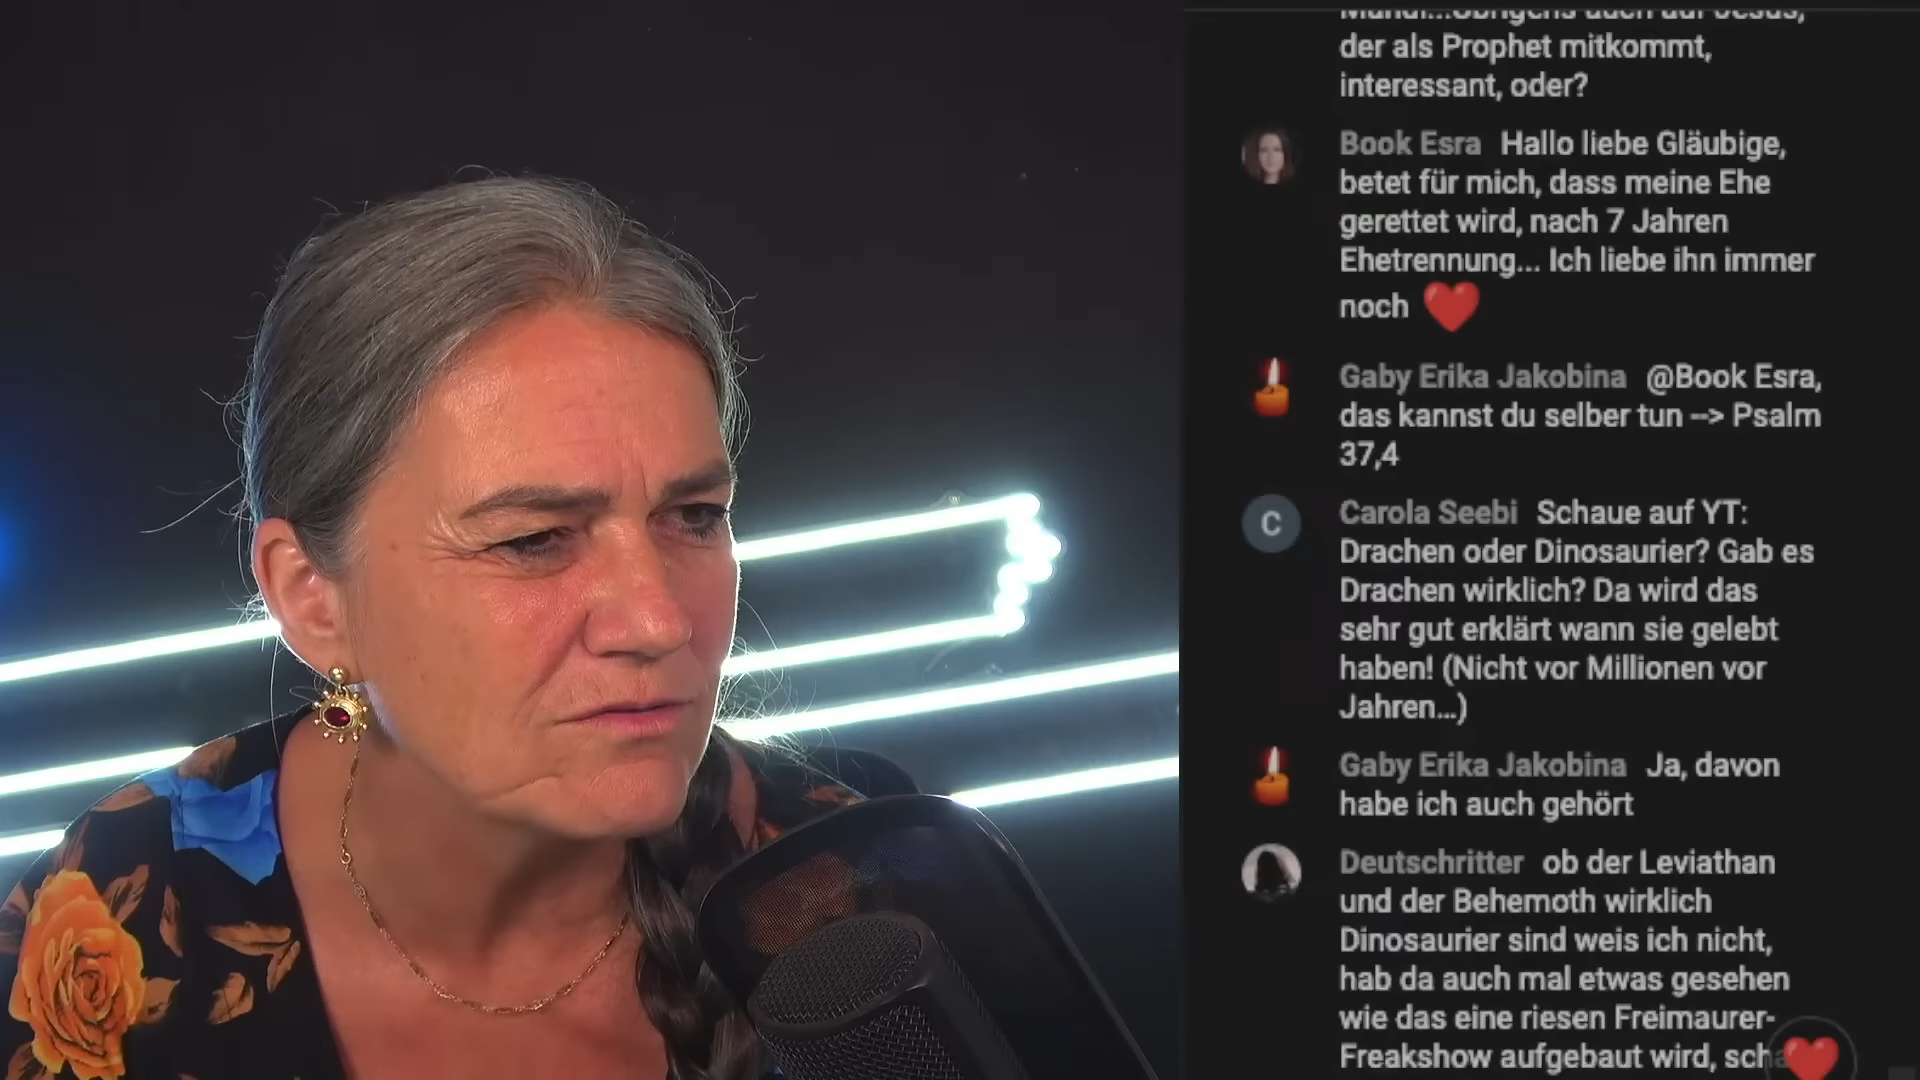 der als Prophet mitkommt,
interessant, oder?
Book Esra Hallo liebe Gläubige,
betet für mich, dass meine Ehe
gerettet wird, nach 7 Jahren
Ehetrennung... Ich liebe ihn immer
noch ❤️
Gaby Erika Jakobina @Book Esra,
das kannst du selber tun --> Psalm
37,4
C
Carola Seebi Schaue auf YT:
Drachen oder Dinosaurier? Gab es
Drachen wirklich? Da wird das
sehr gut erklärt wann sie gelebt
haben! (Nicht vor Millionen vor
Jahren...)
Gaby Erika Jakobina Ja, davon
habe ich auch gehört
Deutschritter ob der Leviathan
und der Behemoth wirklich
Dinosaurier sind weis ich nicht,
hab da auch mal etwas gesehen
wie das eine riesen Freimaurer-
Freakshow aufgebaut wird,